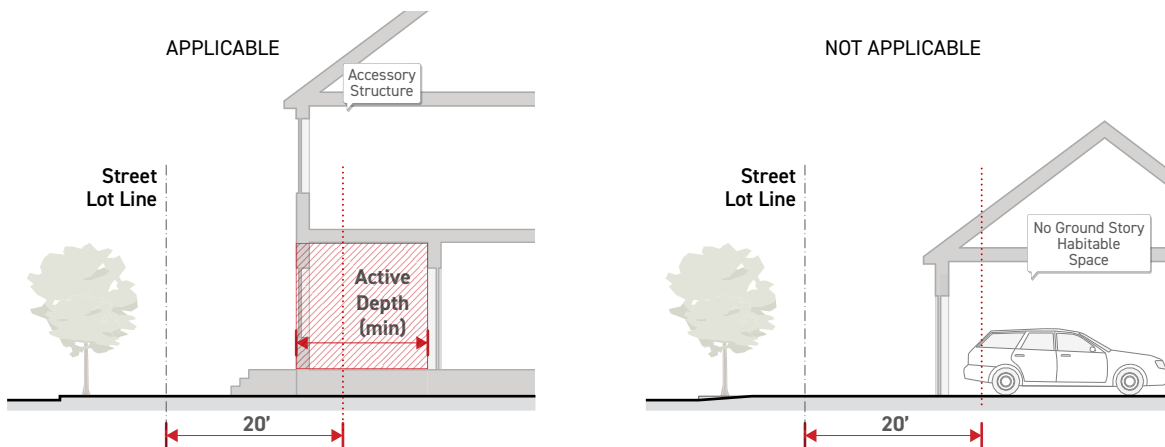 APPLICABLE
Accessory
Structure
Street
Lot Line
Active
Depth
(min)
20'
NOT APPLICABLE
Street
Lot Line
No Ground Story
Habitable
Space
20'